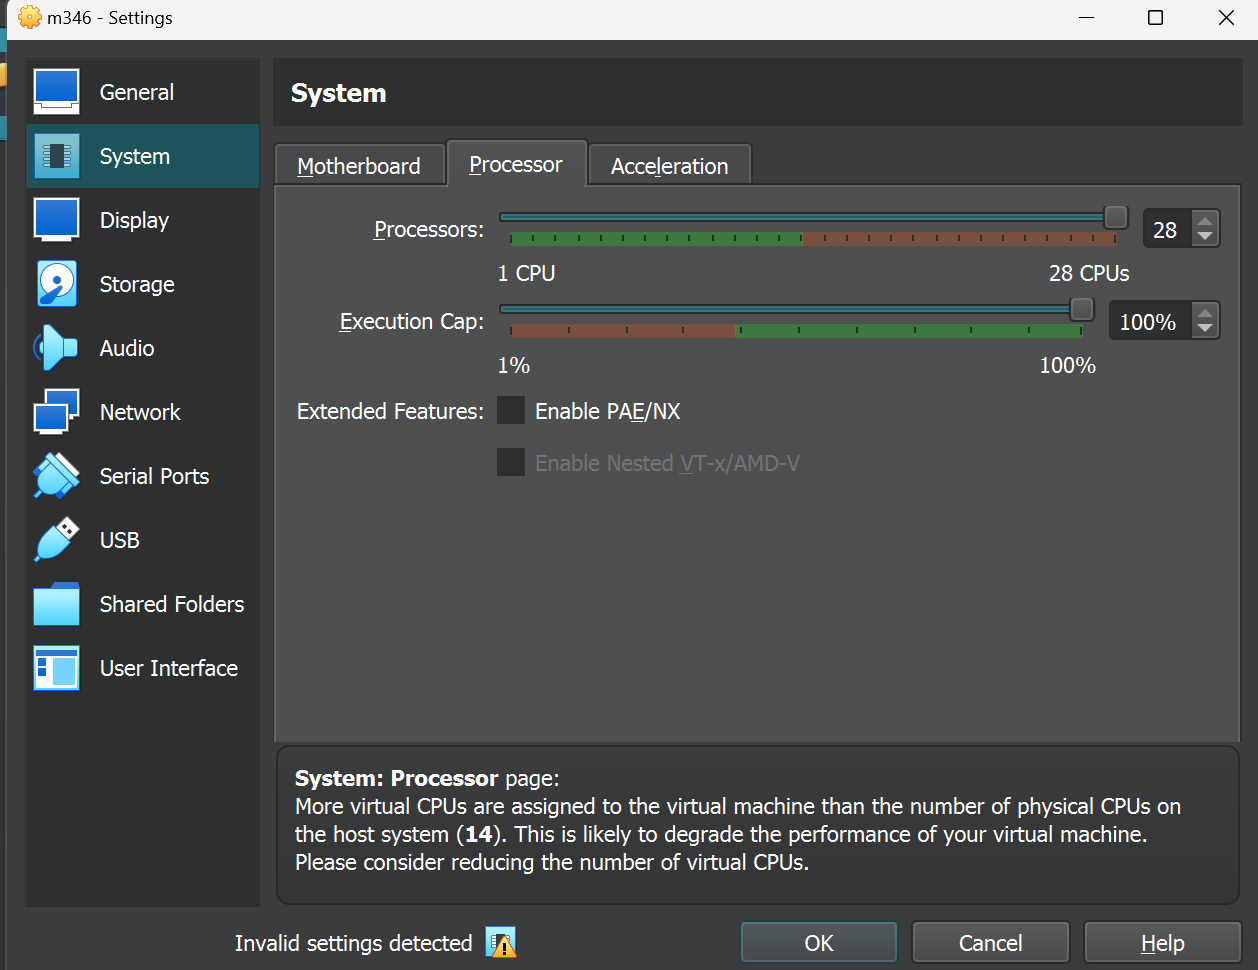 m346 - Settings
General
System
Display
Storage
Audio
Network
Serial Ports
USB
Shared Folders
User Interface
System
Motherboard
Processor
Acceleration
Processors:
28
1 CPU
28 CPUs
Execution Cap:
100%
1%
100%
Extended Features:
Enable PAE/NX
Enable Nested VT-x/AMD-V
System: Processor page:
More virtual CPUs are assigned to the virtual machine than the number of physical CPUs on
the host system (14). This is likely to degrade the performance of your virtual machine.
Please consider reducing the number of virtual CPUs.
Invalid settings detected
OK
Cancel
Help